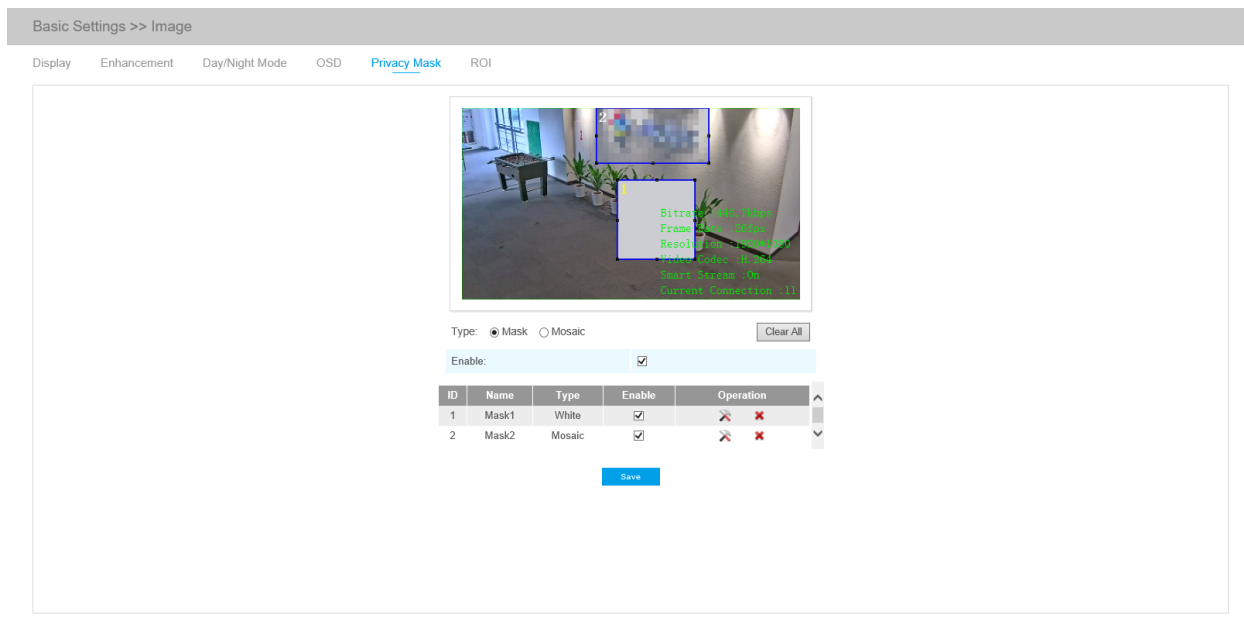 Basic Settings >> Image
Display Enhancement Day/Night Mode OSD Privacy Mask ROI
2
1
Bitrate
Frame
Resolution
Video Codec :H.264
Smart Stream :On
Current Connection :11
Type: Mask Mosaic Clear All
Enable:
ID Name Type Enable Operation
1 Mask1 White
2 Mask2 Mosaic
Save